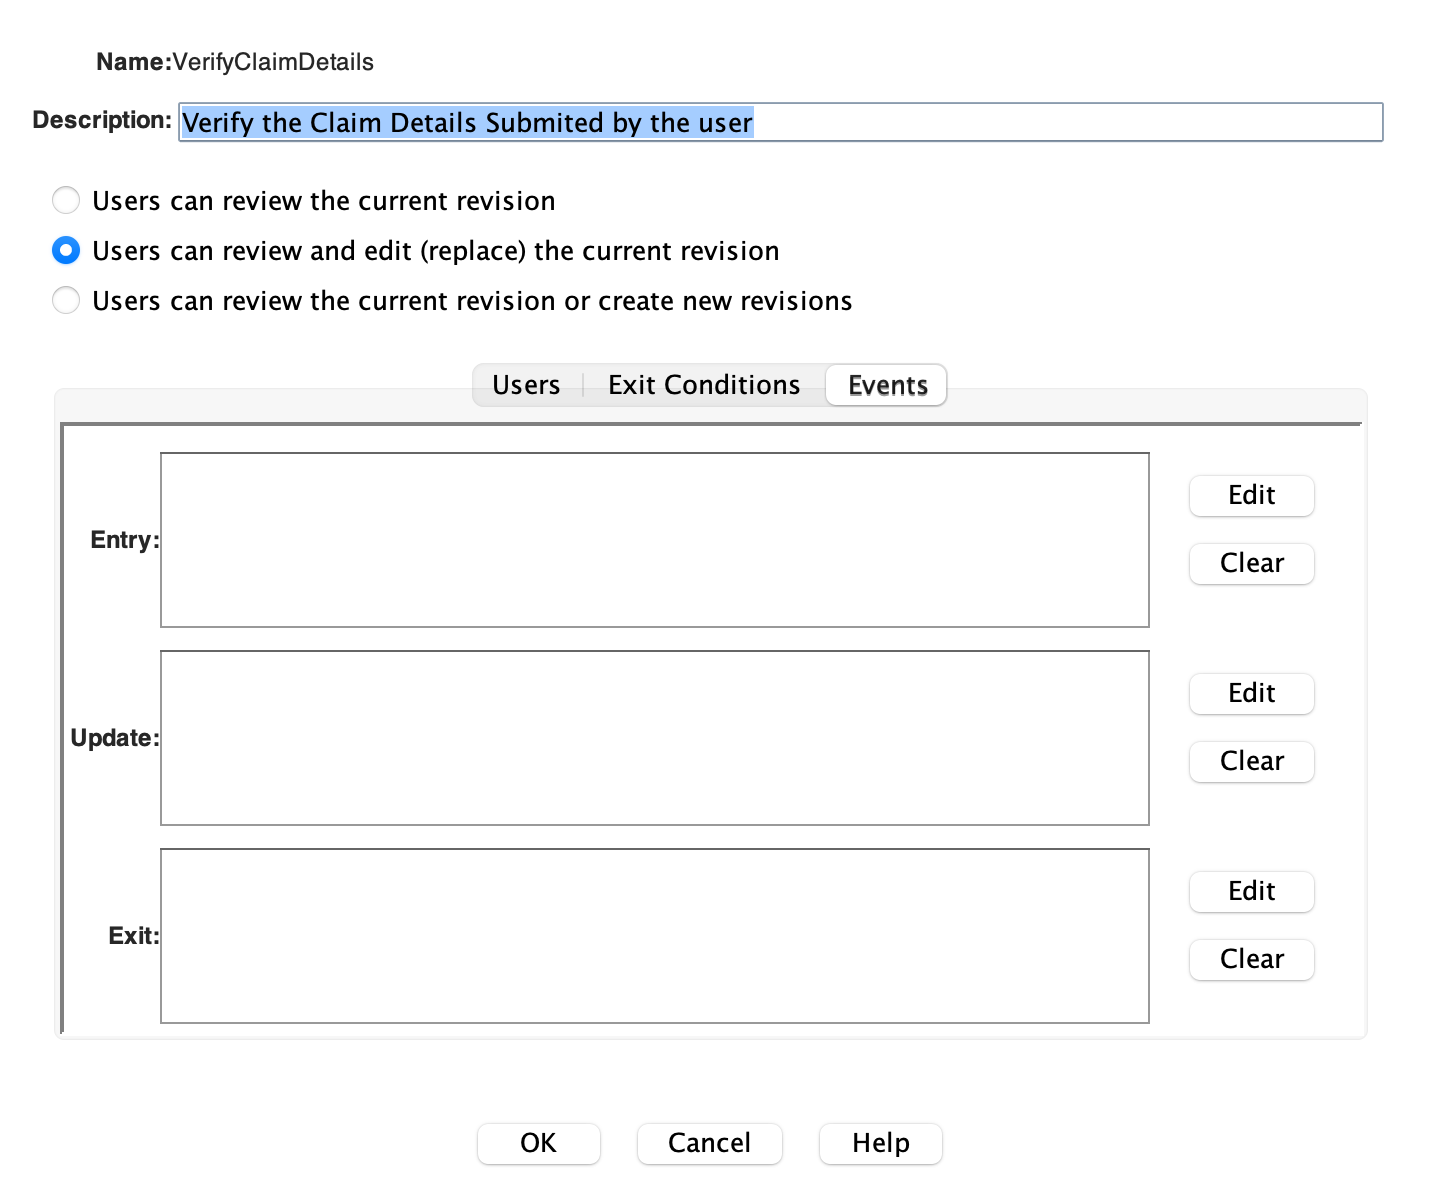 Name:VerifyClaimDetails
Description: Verify the Claim Details Submited by the user
Users can review the current revision
Users can review and edit (replace) the current revision
Users can review the current revision or create new revisions
Users Exit Conditions Events
Edit
Entry:
Clear
Edit
Update:
Clear
Edit
Exit:
Clear
OK Cancel Help